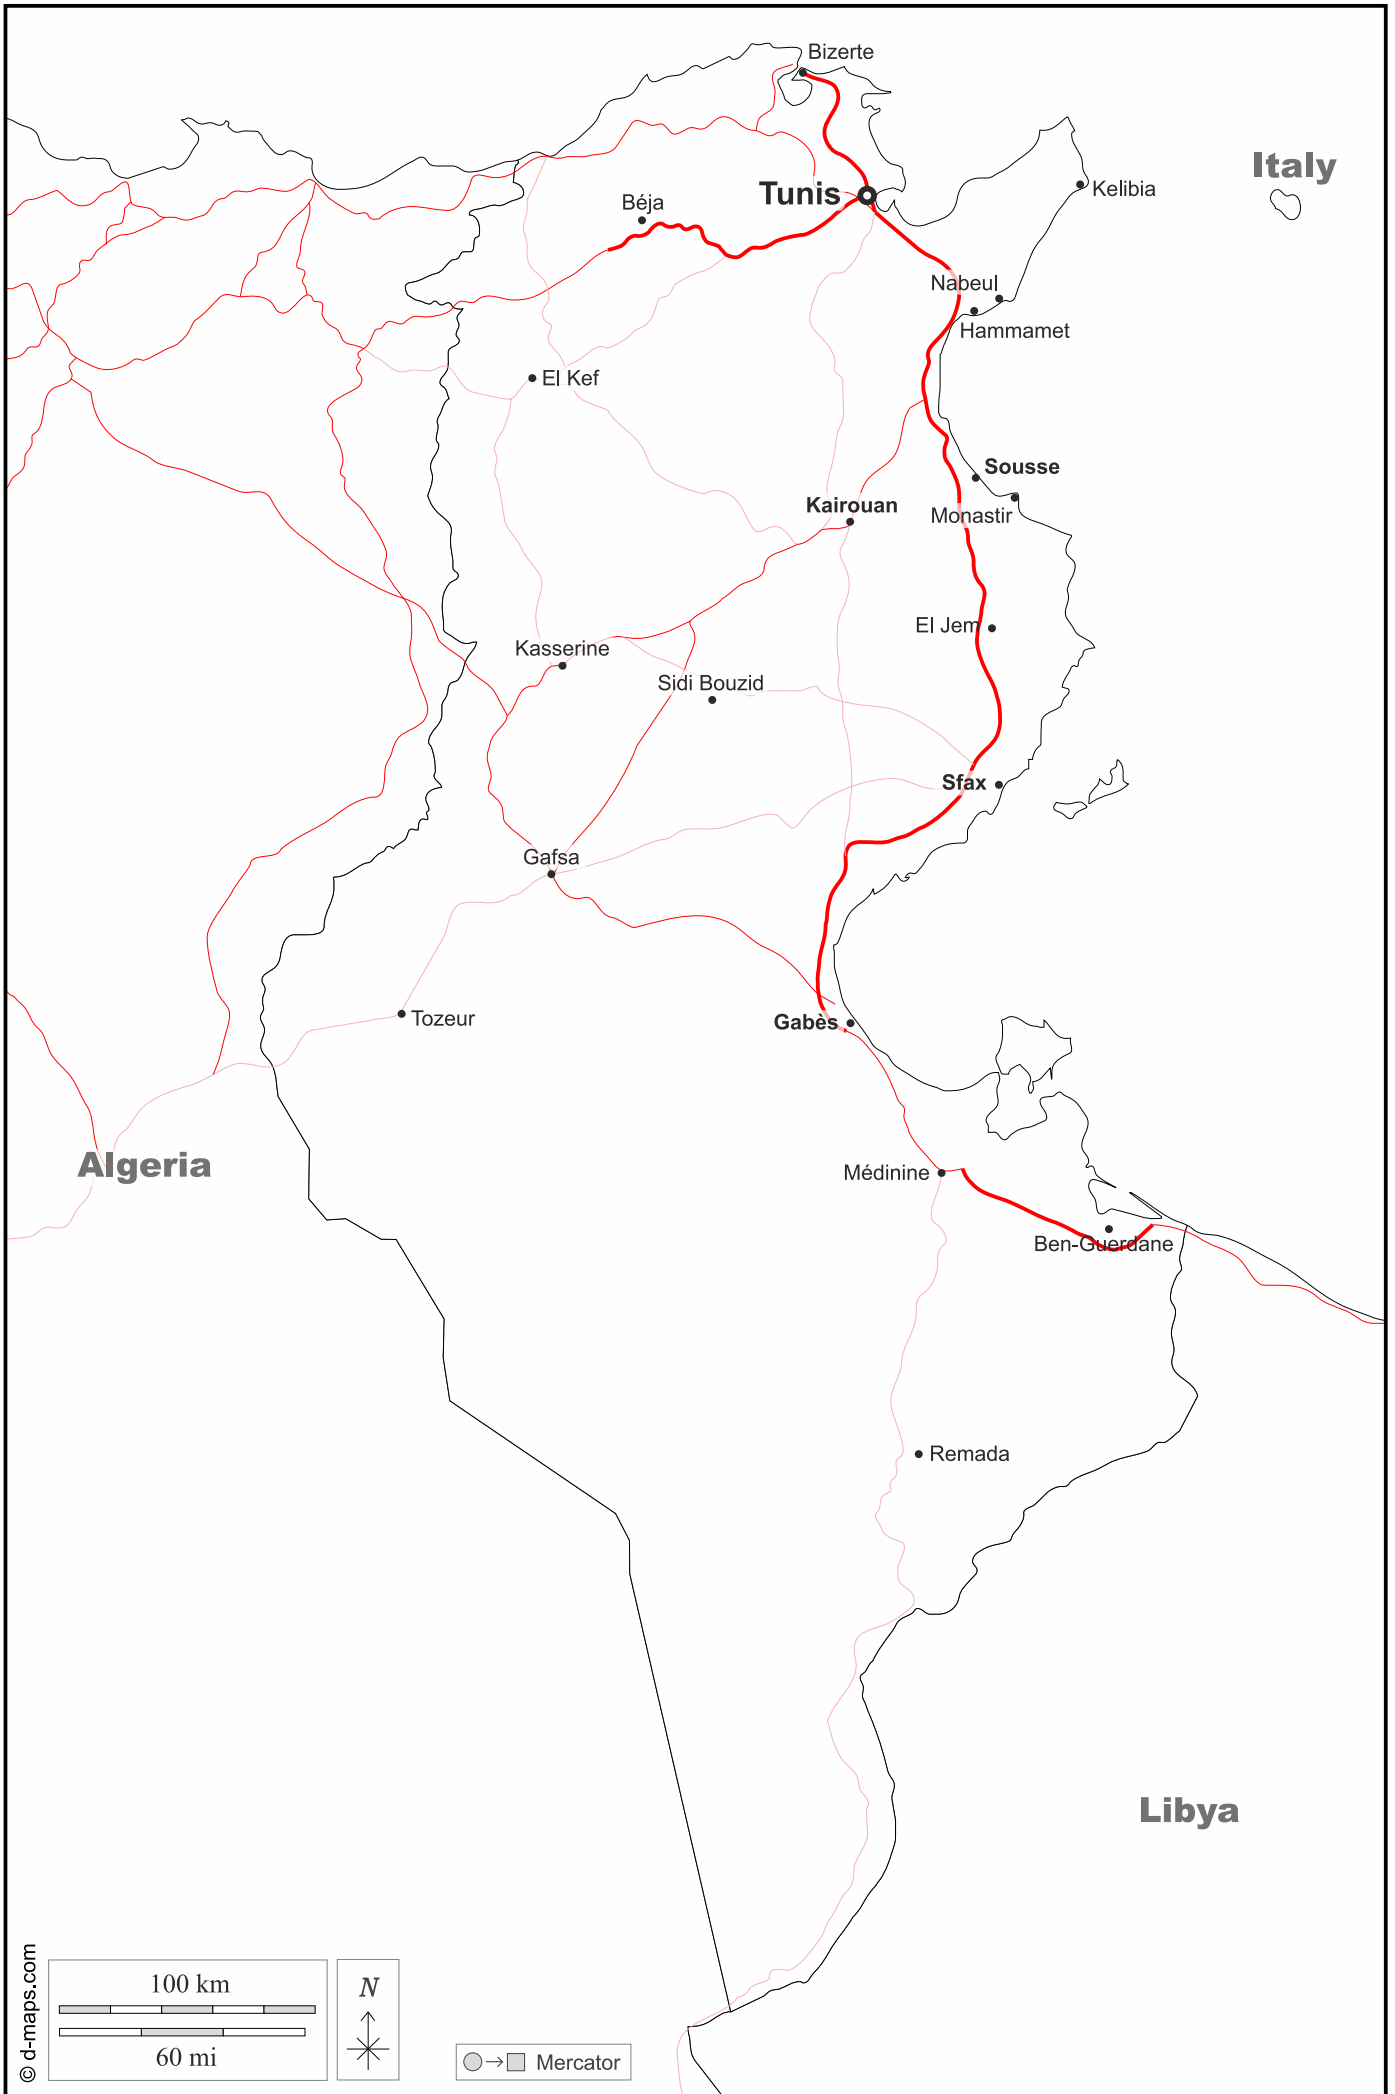 Bizerte
Italy
Kelibia
Tunis
Béja
Nabeul
Hammamet
El Kef
Sousse
Kairouan
Monastir
El Jem
Kasserine
Sidi Bouzid
Sfax
Gafsa
Tozeur
Gabès
Algeria
Médinine
Ben-Guerdane
Remada
Libya
© d-maps.com
100 km
60 mi
N
Mercator